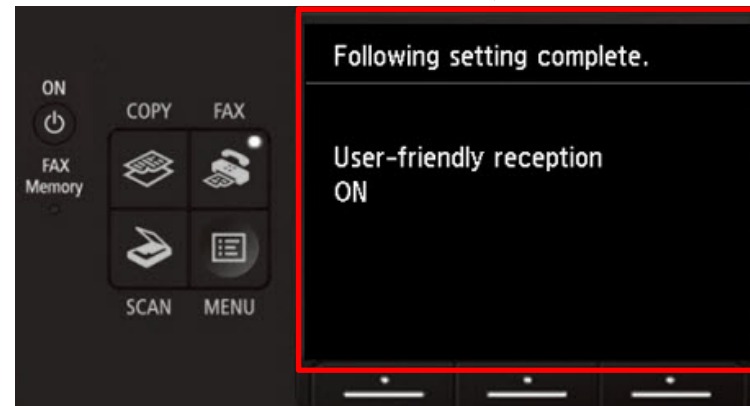 ON
COPY FAX
FAX
Memory
SCAN MENU
Following setting complete.
User-friendly reception
ON